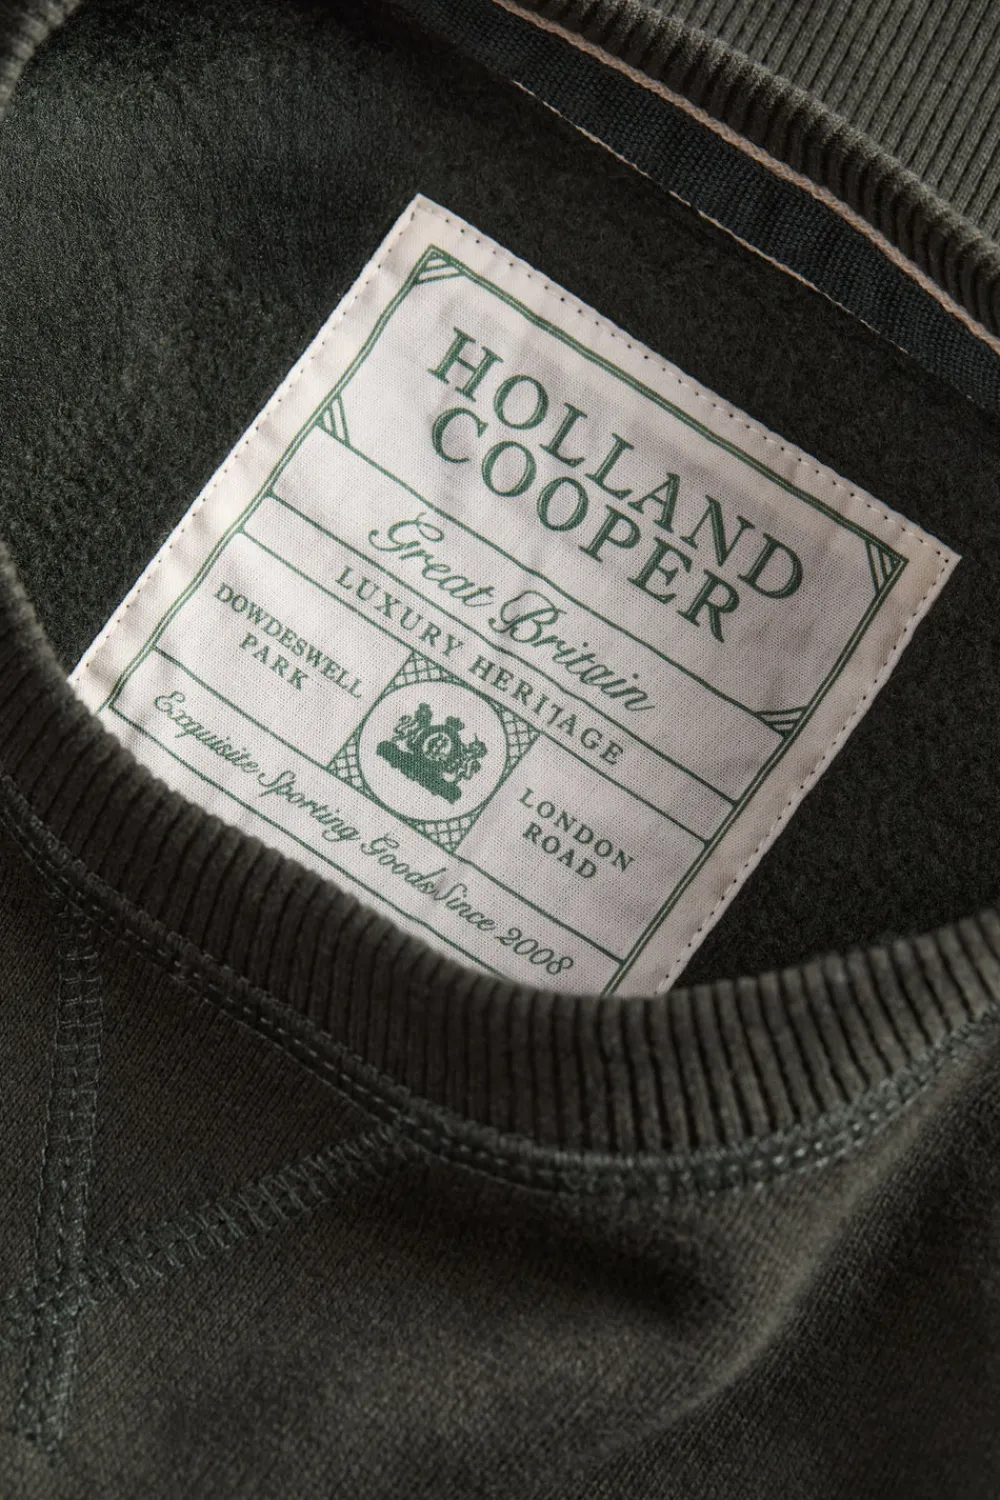 HOLLAND
COOPER
Great Britain
LUXURY HERITAGE
DOWDESWELL
PARK
LONDON
ROAD
Exquisite Sporting Goods Since 2008